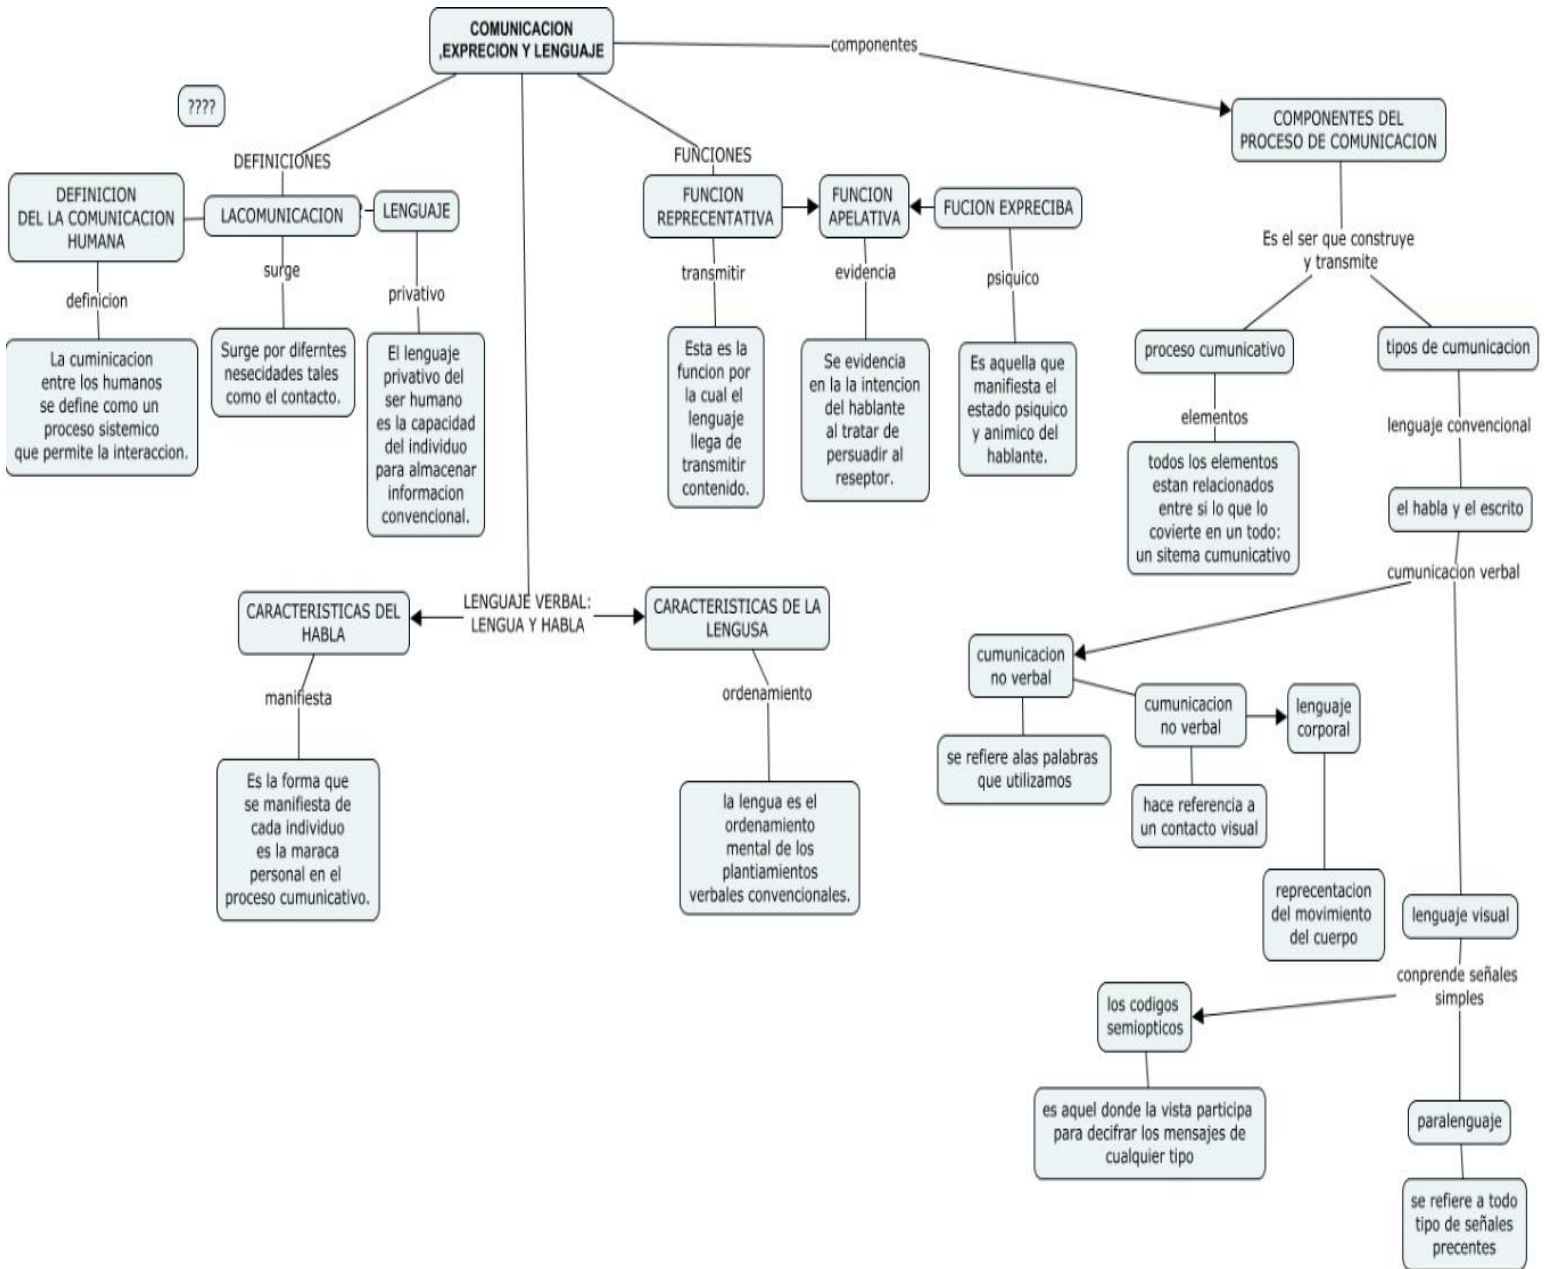 COMUNICACION
,EXPRECION Y LENGUAJE
componentes
????
COMPONENTES DEL
PROCESO DE COMUNICACION
DEFINICIONES
FUNCIONES
DEFINICION
DEL LA COMUNICACION
HUMANA
LACOMUNICACION
LENGUAJE
FUNCION
REPRECENTATIVA
FUNCION
APELATIVA
FUCION EXPRECIBA
Es el ser que construye
y transmite
definicion
surge
privativo
transmitir
evidencia
psiquico
La cuminicacion
entre los humanos
se define como un
proceso sistemico
que permite la interaccion.
Surge por diferntes
nesecidades tales
como el contacto.
El lenguaje
privativo del
ser humano
es la capacidad
del individuo
para almacenar
informacion
convencional.
Esta es la
funcion por
la cual el
lenguaje
llega de
transmitir
contenido.
Se evidencia
en la la intencion
del hablante
al tratar de
persuadir al
reseptor.
Es aquella que
manifiesta el
estado psiquico
y animico del
hablante.
proceso cumunicativo
tipos de cumunicacion
elementos
lenguaje convencional
todos los elementos
estan relacionados
entre si lo que lo
covierte en un todo:
un sitema cumunicativo
el habla y el escrito
cumunicacion verbal
CARACTERISTICAS DEL
HABLA
LENGUAJE VERBAL:
LENGUA Y HABLA
CARACTERISTICAS DE LA
LENGUSA
manifiesta
ordenamiento
Es la forma que
se manifiesta de
cada individuo
es la maraca
personal en el
proceso cumunicativo.
la lengua es el
ordenamiento
mental de los
plantiamientos
verbales convencionales.
cumunicacion
no verbal
cumunicacion
no verbal
lenguaje
corporal
se refiere alas palabras
que utilizamos
hace referencia a
un contacto visual
reprecentacion
del movimiento
del cuerpo
lenguaje visual
conprende señales
simples
los codigos
semiopticos
es aquel donde la vista participa
para decifrar los mensajes de
cualquier tipo
paralenguaje
se refiere a todo
tipo de señales
precentes